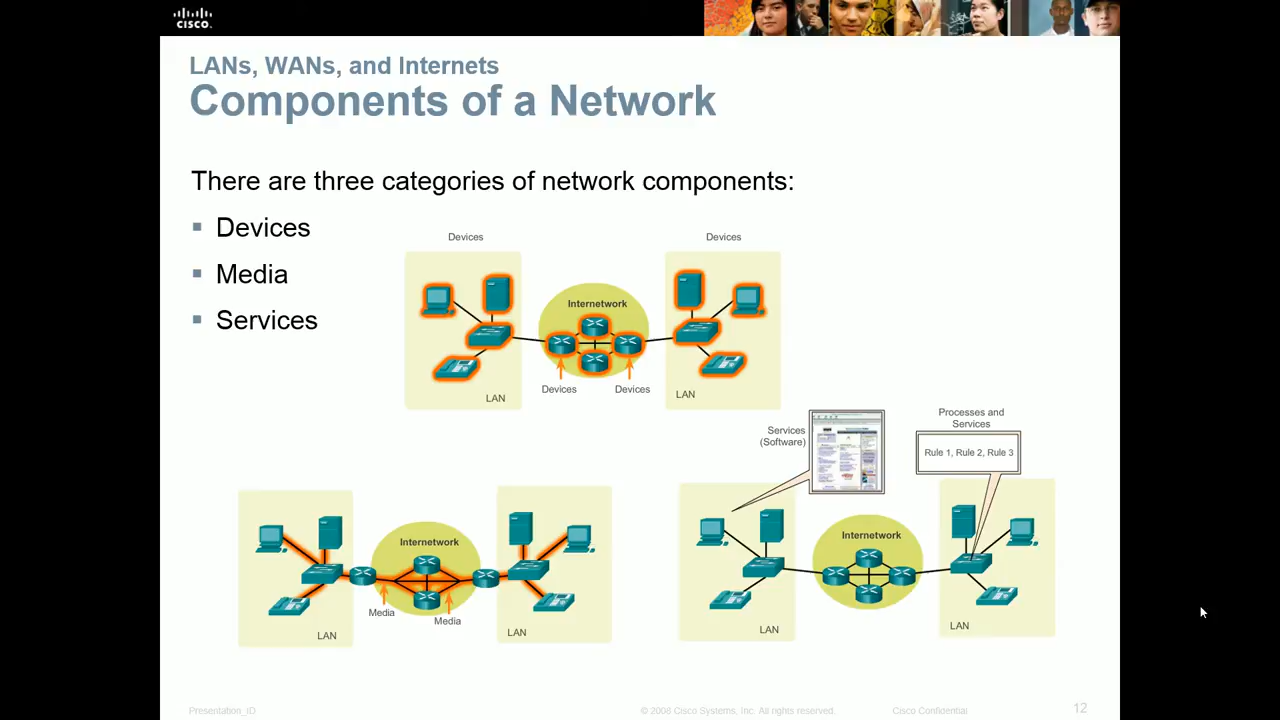 CISCO.
LANs, WANs, and Internets
Components of a Network
There are three categories of network components:
Devices
Media
Services
Devices
Devices
Internetwork
Devices
Devices
LAN
LAN
Services
(Software)
Processes and
Services
Rule 1, Rule 2, Rule 3
Internetwork
Media
Media
LAN
LAN
Internetwork
LAN
LAN
Presentation_ID
© 2008 Cisco Systems, Inc. All rights reserved.
Cisco Confidential
12